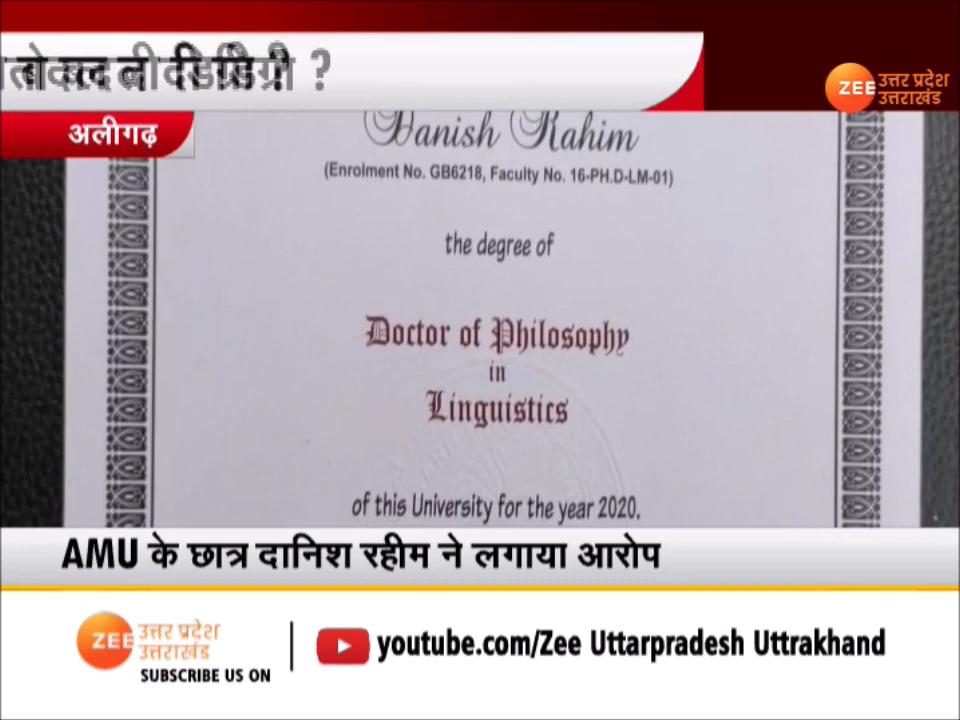 ZEE उत्तर प्रदेश
उत्तराखंड
अलीगढ़
Danish Rahim
(Enrolment No. GB6218, Faculty No. 16-PH.D-LM-01)
the degree of
Doctor of Philosophy
in
Linguistics
of this University for the year 2020.
AMU के छात्र दानिश रहीम ने लगाया आरोप
ZEE उत्तर प्रदेश
उत्तराखंड
SUBSCRIBE US ON
youtube.com/Zee Uttarpradesh Uttrakhand